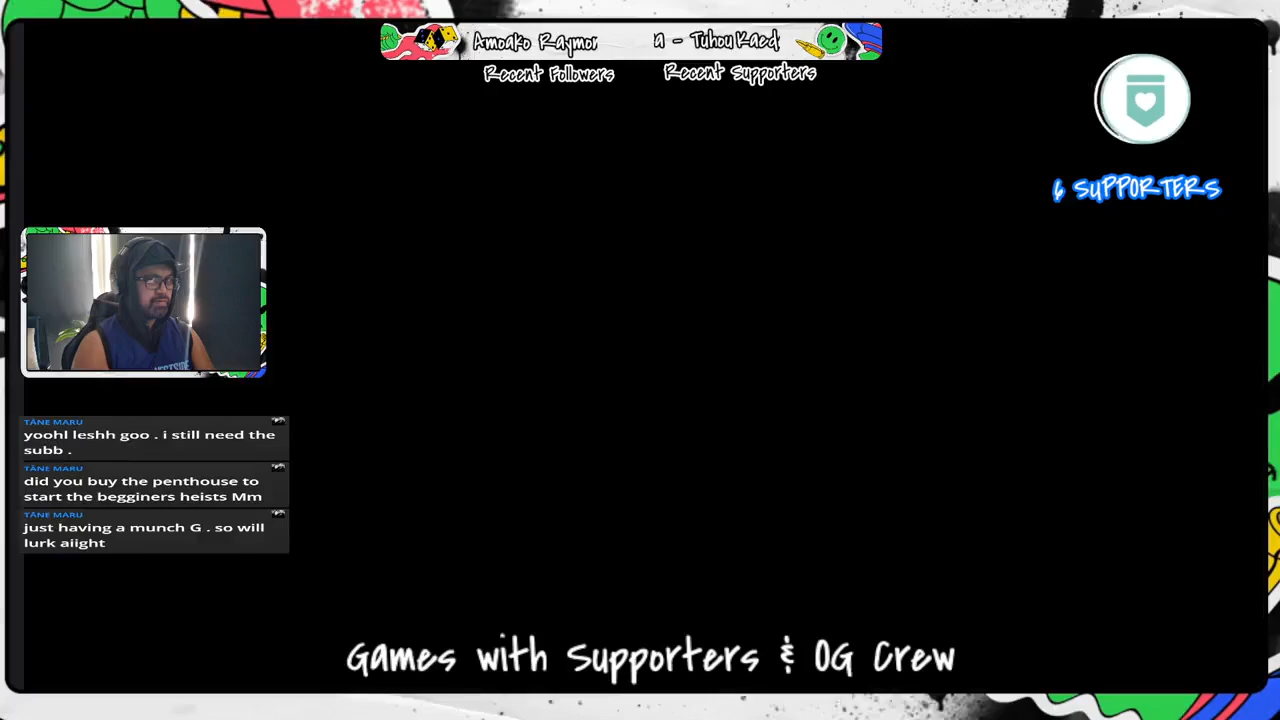 Amoako Raymon
a - Tuhou Kaed
Recent Followers
Recent Supporters
6 SUPPORTERS
TĀNE MARU
yoohl leshh goo . i still need the
subb .
TĀNE MARU
did you buy the penthouse to
start the begginers heists Mm
TĀNE MARU
just having a munch G . so will
lurk aiight
Games with Supporters & OG Crew